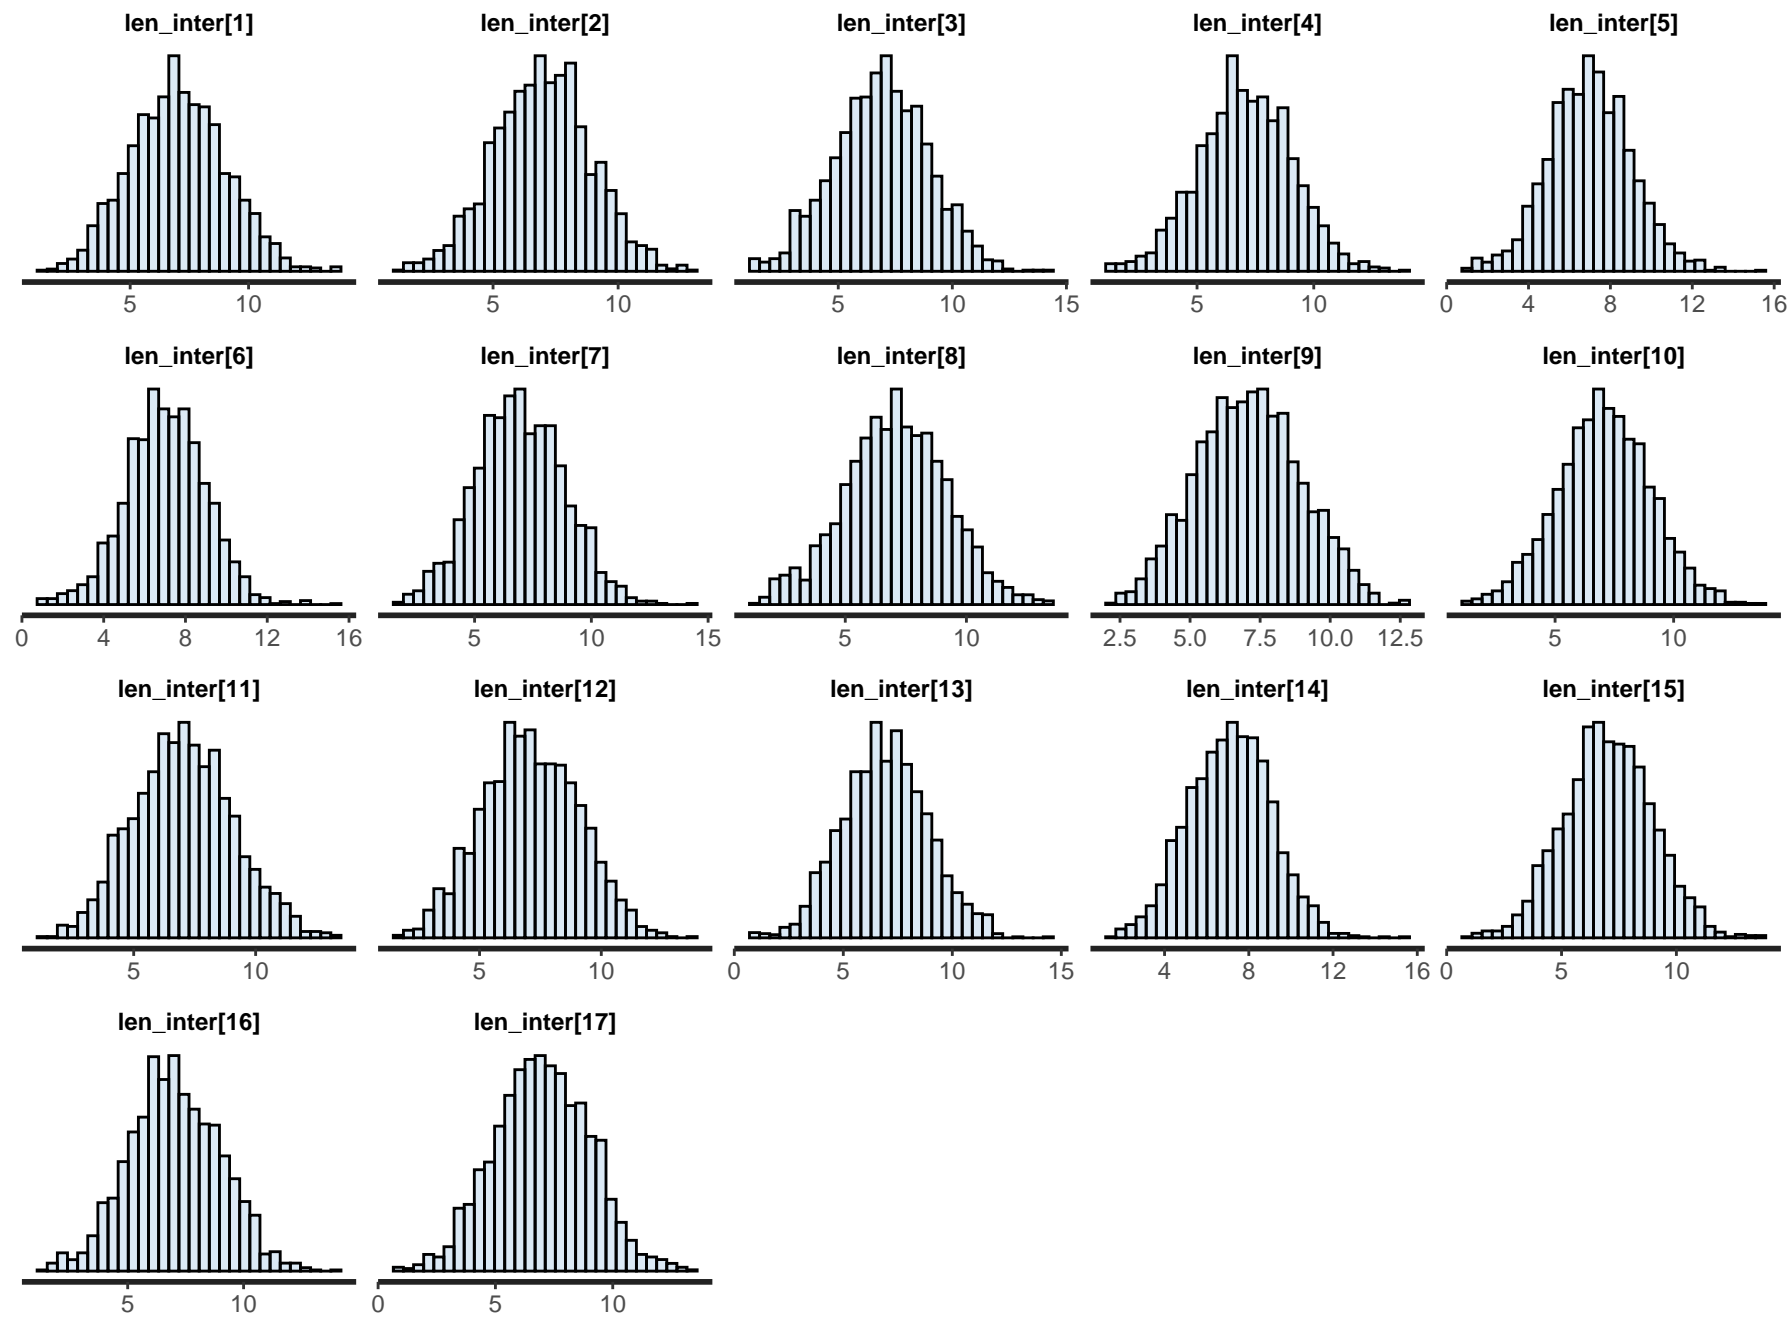 len_inter[1] len_inter[2] len_inter[3] len_inter[4] len_inter[5]
5 10 5 10 5 10 15 5 10 0 4 8 12 16
len_inter[6] len_inter[7] len_inter[8] len_inter[9] len_inter[10]
0 4 8 12 16 5 10 15 5 10 2.5 5.0 7.5 10.0 12.5 5 10
len_inter[11] len_inter[12] len_inter[13] len_inter[14] len_inter[15]
5 10 5 10 0 5 10 15 4 8 12 16 0 5 10
len_inter[16] len_inter[17]
5 10 0 5 10